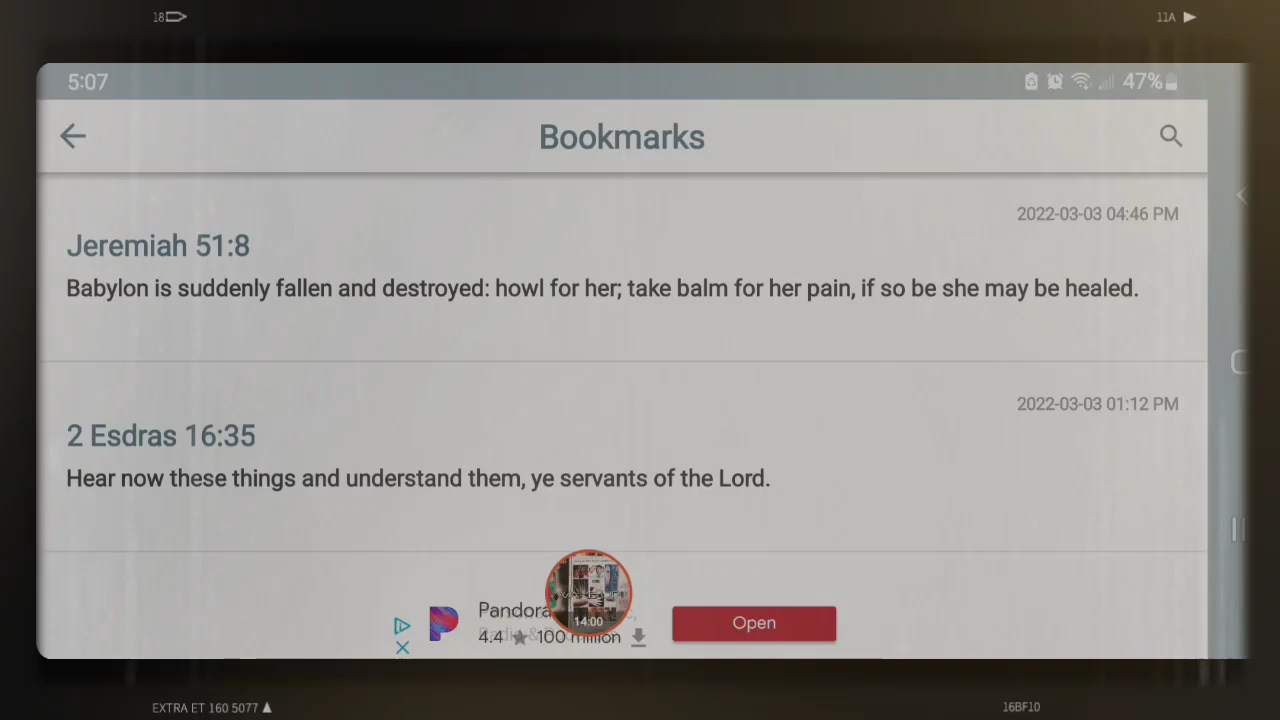 18
11A
5:07
47%
Bookmarks
2022-03-03 04:46 PM
Jeremiah 51:8
Babylon is suddenly fallen and destroyed: howl for her; take balm for her pain, if so be she may be healed.
2022-03-03 01:12 PM
2 Esdras 16:35
Hear now these things and understand them, ye servants of the Lord.
Pandora
4.4 ★ 100 million
14:00
Open
EXTRA ET 160 5077
16BF10